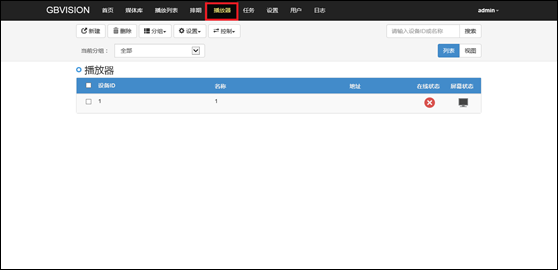 GBVISION 首页 媒体库 播放列表 排期 播放器 任务 设置 用户 日志 admin
新建 删除 分组 设置 控制 请输入设备ID或名称 搜索
当前分组： 全部 列表 视图
播放器
设备ID 名称 地址 在线状态 屏幕状态
1 1